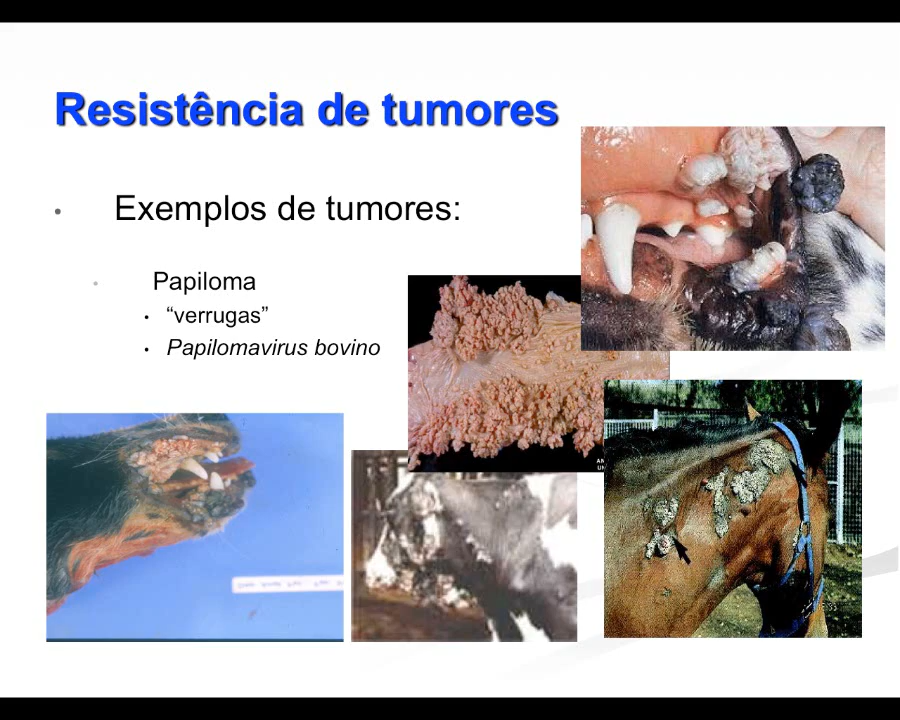 Resistência de tumores
Exemplos de tumores:
Papiloma
“verrugas”
Papilomavirus bovino